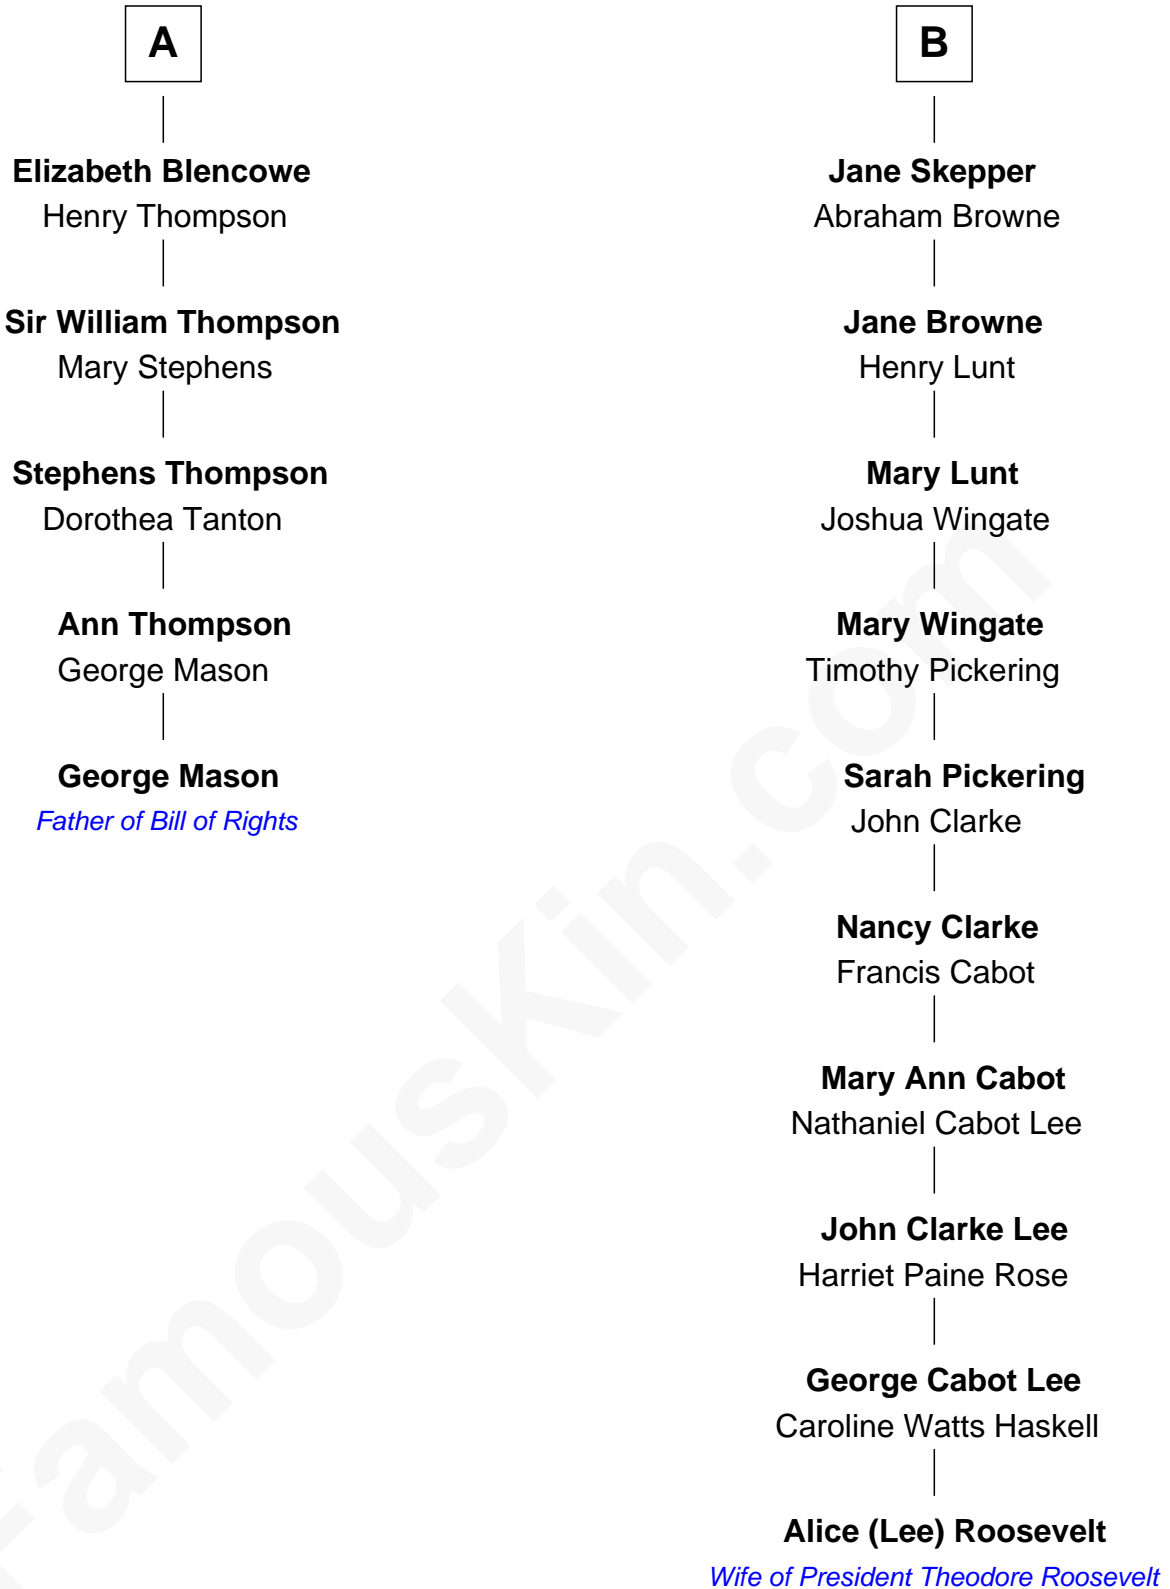 A
Elizabeth Blencowe
Henry Thompson
Sir William Thompson
Mary Stephens
Stephens Thompson
Dorothea Tanton
Ann Thompson
George Mason
George Mason
Father of Bill of Rights
B
Jane Skepper
Abraham Browne
Jane Browne
Henry Lunt
Mary Lunt
Joshua Wingate
Mary Wingate
Timothy Pickering
Sarah Pickering
John Clarke
Nancy Clarke
Francis Cabot
Mary Ann Cabot
Nathaniel Cabot Lee
John Clarke Lee
Harriet Paine Rose
George Cabot Lee
Caroline Watts Haskell
Alice (Lee) Roosevelt
Wife of President Theodore Roosevelt
FamousKin.com